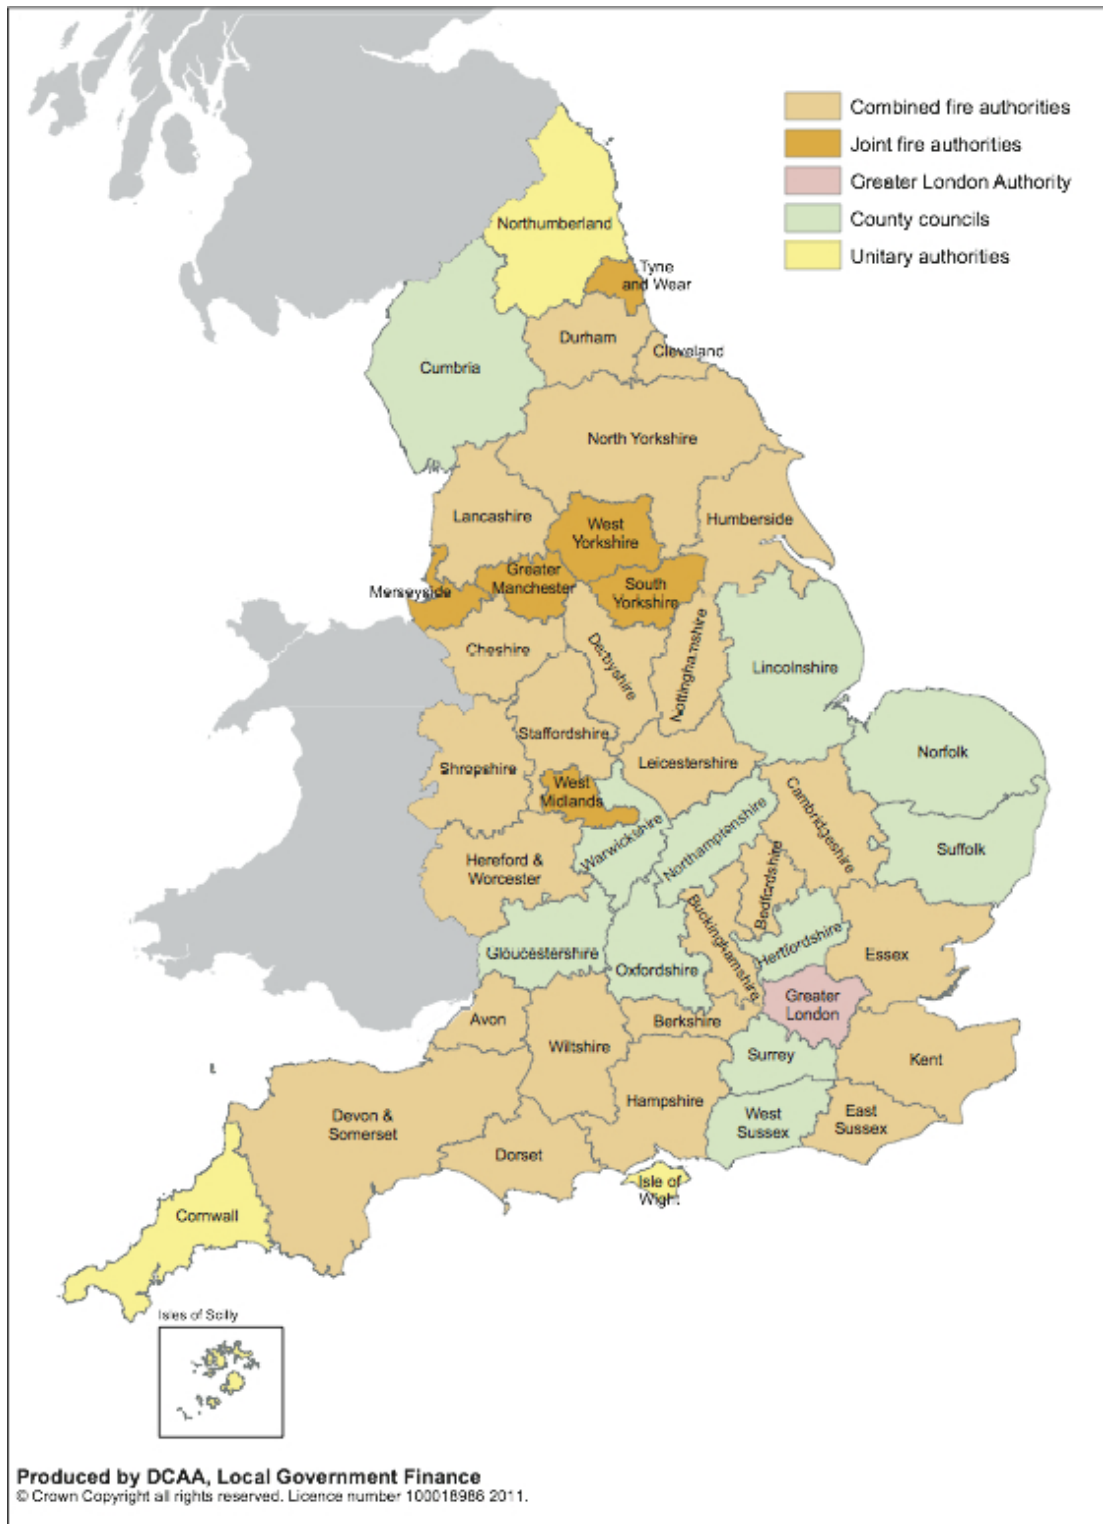 Combined fire authorities
Joint fire authorities
Greater London Authority
County councils
Unitary authorities
Northumberland
Tyne
and Wear
Durham
Cleveland
Cumbria
North Yorkshire
Lancashire
West
Yorkshire
Humberside
Merseyside
Greater
Manchester
South
Yorkshire
Cheshire
Derbyshire
Nottinghamshire
Lincolnshire
Staffordshire
Shropshire
Leicestershire
Norfolk
West
Midlands
Warwickshire
Northamptonshire
Cambridgeshire
Suffolk
Hereford &
Worcester
Bedfordshire
Buckinghamshire
Hertfordshire
Essex
Gloucestershire
Oxfordshire
Greater
London
Avon
Berkshire
Wiltshire
Surrey
Kent
Hampshire
Devon &
Somerset
West
Sussex
East
Sussex
Dorset
Isle of
Wight
Cornwall
Isles of Scilly
Produced by DCAA, Local Government Finance
© Crown Copyright all rights reserved. Licence number 100018986 2011.